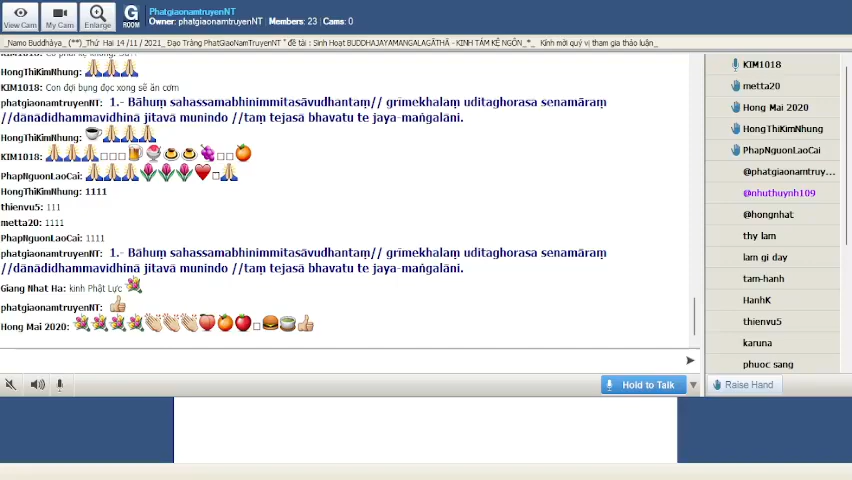 View Cam
My Cam
Enlarge
G
ROOM
PhatgiaonamtruyenNT
Owner: phatgiaonamtruyenNT | Members: 23 | Cams: 0
_Namo Buddhàya_ (**)_Thứ Hai 14 /11 / 2021_ Đạo Tràng PhatGiaoNamTruyenNT " đề tài : Sinh Hoạt BUDDHAJAYAMANGALAGĀTHĀ - KINH TÁM KỆ NGÔN_*_ Kính mời quý vị tham gia thảo luận_
HongThiKimNhung:
KIM1018: Con đợi bụng đọc xong sẽ ăn cơm
phatgiaonamtruyenNT: 1.- Bāhuṃ sahassamabhinimmitasāvudhantaṃ// grīmekhalaṃ uditaghorasa senamāraṃ
//dānādidhammavidhinā jitavā munindo //taṃ tejasā bhavatu te jaya-maṅgalāni.
HongThiKimNhung:
KIM1018:
PhapNguonLaoCai:
HongThiKimNhung: 1111
thienvu5: 111
metta20: 1111
PhapNguonLaoCai: 1111
phatgiaonamtruyenNT: 1.- Bāhuṃ sahassamabhinimmitasāvudhantaṃ// grīmekhalaṃ uditaghorasa senamāraṃ
//dānādidhammavidhinā jitavā munindo //taṃ tejasā bhavatu te jaya-maṅgalāni.
Giang Nhat Ha: kinh Phật Lực
phatgiaonamtruyenNT:
Hong Mai 2020:
Hold to Talk
KIM1018
metta20
Hong Mai 2020
HongThiKimNhung
PhapNguonLaoCai
@phatgiaonamtruy...
@nhuthuynh109
@hongnhat
thy lam
lam gi day
tam-hanh
HanhK
thienvu5
karuna
phuoc sang
Raise Hand